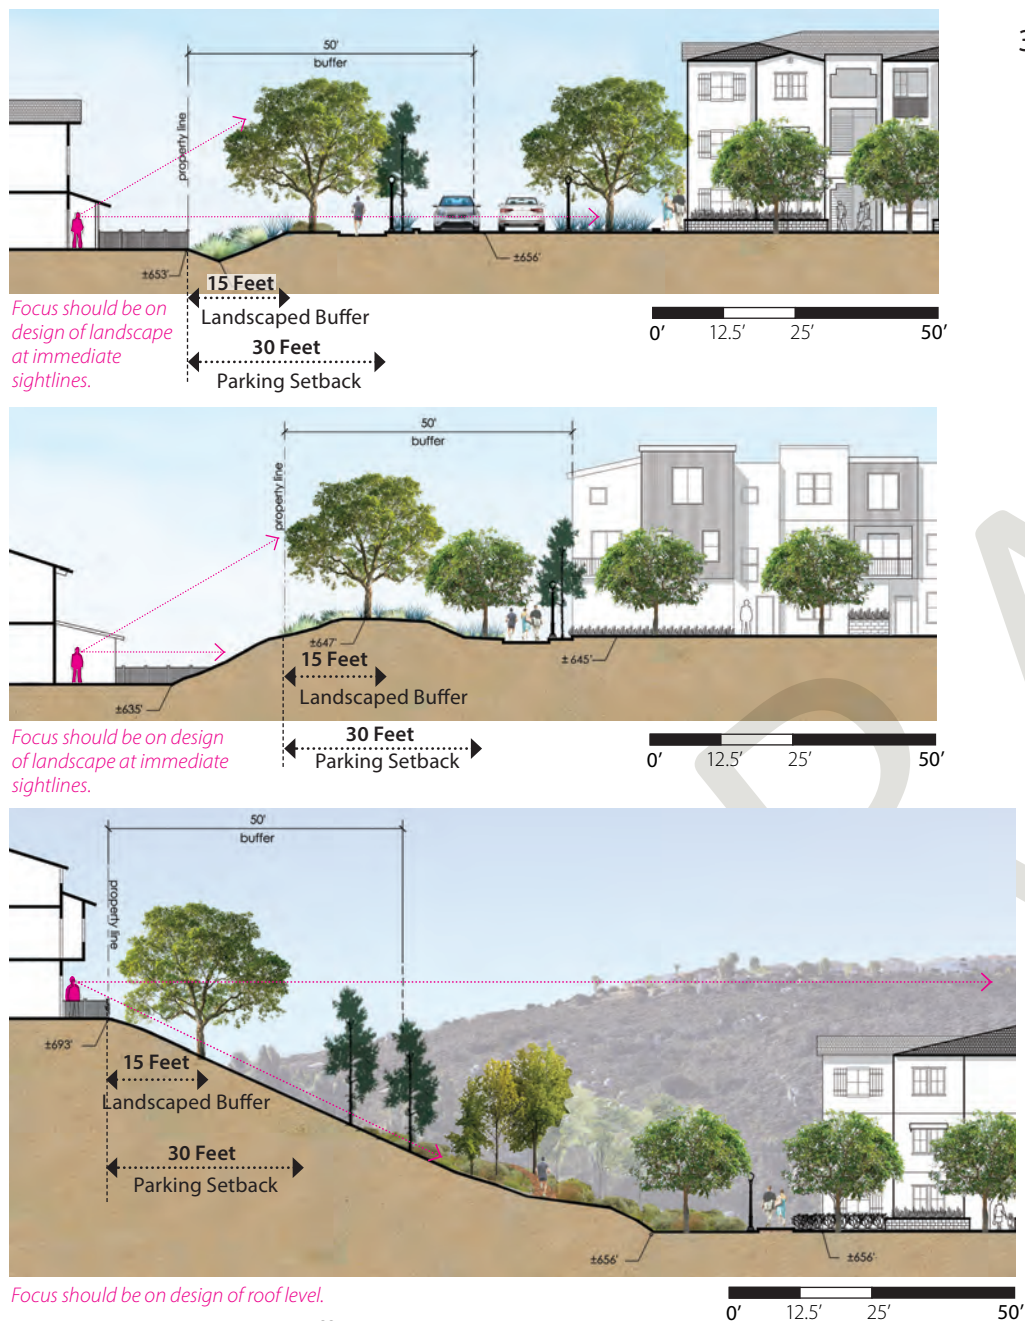 3
50'
buffer
property line
±653'
±656'
15 Feet
Landscaped Buffer
30 Feet
Parking Setback
Focus should be on
design of landscape
at immediate
sightlines.
0' 12.5' 25' 50'
50'
buffer
property line
±647'
±645'
±635'
15 Feet
Landscaped Buffer
30 Feet
Parking Setback
Focus should be on design
of landscape at immediate
sightlines.
0' 12.5' 25' 50'
50'
buffer
property line
±693'
15 Feet
Landscaped Buffer
30 Feet
Parking Setback
±656'
±656'
Focus should be on design of roof level.
0' 12.5' 25' 50'